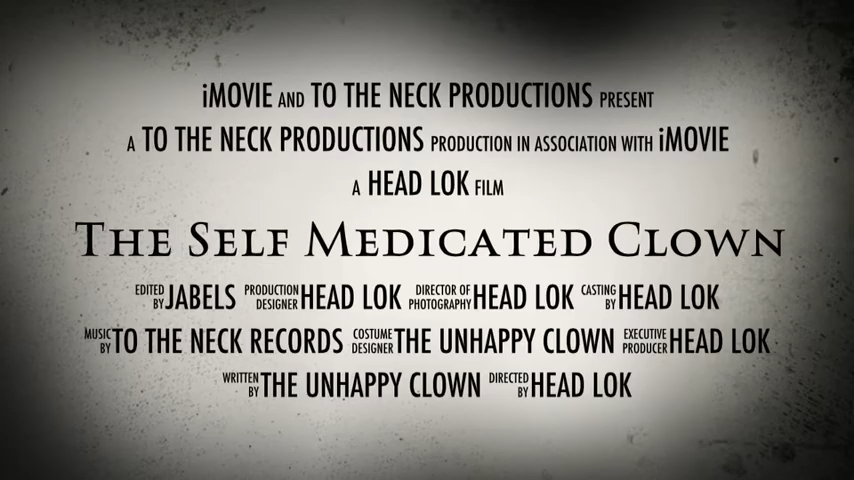 iMOVIE AND TO THE NECK PRODUCTIONS PRESENT
A TO THE NECK PRODUCTIONS PRODUCTION IN ASSOCIATION WITH iMOVIE
A HEAD LOK FILM
THE SELF MEDICATED CLOWN
EDITED BY JABELS PRODUCTION DESIGNER HEAD LOK DIRECTOR OF PHOTOGRAPHY HEAD LOK CASTING BY HEAD LOK
MUSIC BY TO THE NECK RECORDS COSTUME DESIGNER THE UNHAPPY CLOWN EXECUTIVE PRODUCER HEAD LOK
WRITTEN BY THE UNHAPPY CLOWN DIRECTED BY HEAD LOK